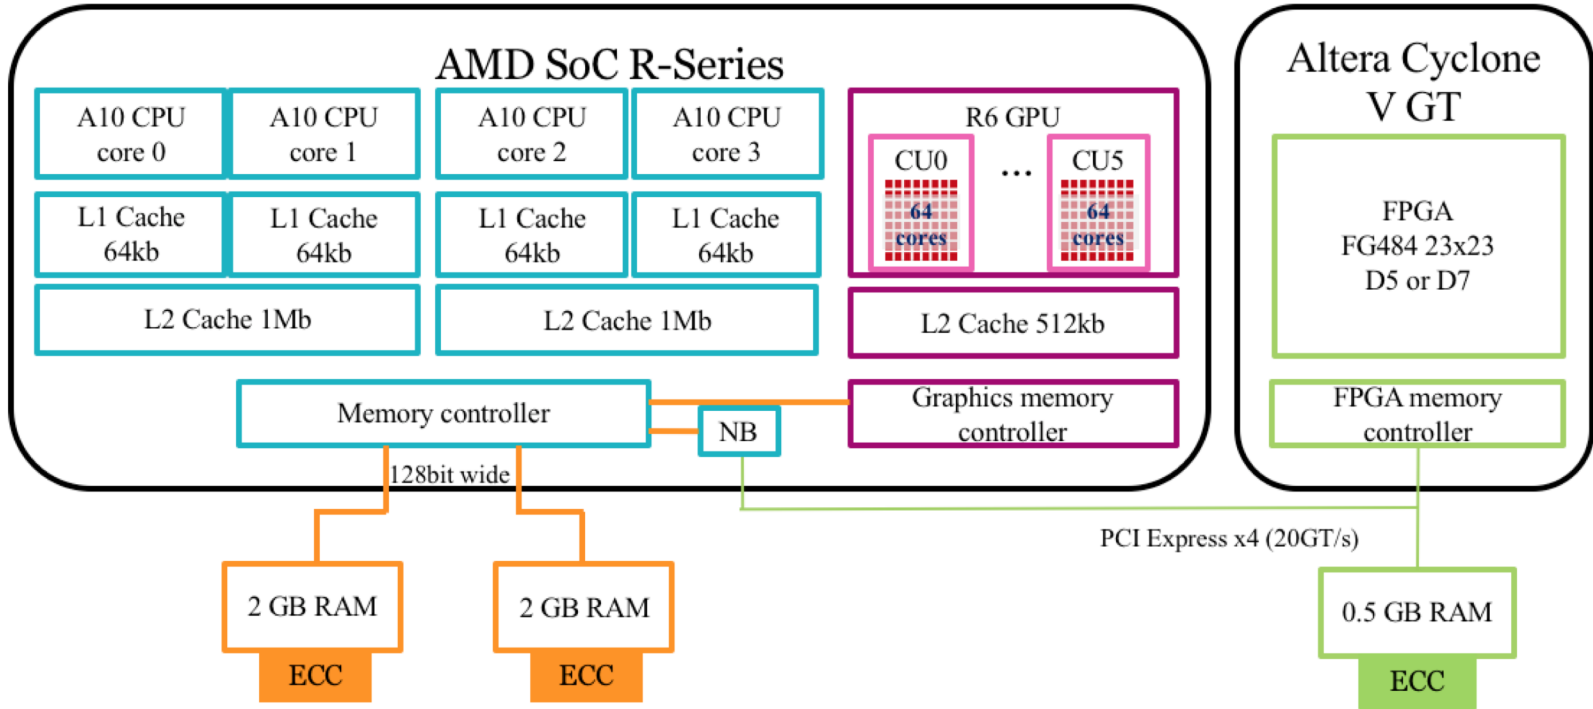 AMD SoC R-Series
A10 CPU
core 0
A10 CPU
core 1
A10 CPU
core 2
A10 CPU
core 3
L1 Cache
64kb
L1 Cache
64kb
L1 Cache
64kb
L1 Cache
64kb
L2 Cache 1Mb
L2 Cache 1Mb
R6 GPU
CU0
64
cores
...
CU5
64
cores
L2 Cache 512kb
Memory controller
NB
Graphics memory
controller
128bit wide
2 GB RAM
ECC
2 GB RAM
ECC
Altera Cyclone
V GT
FPGA
FG484 23x23
D5 or D7
FPGA memory
controller
PCI Express x4 (20GT/s)
0.5 GB RAM
ECC